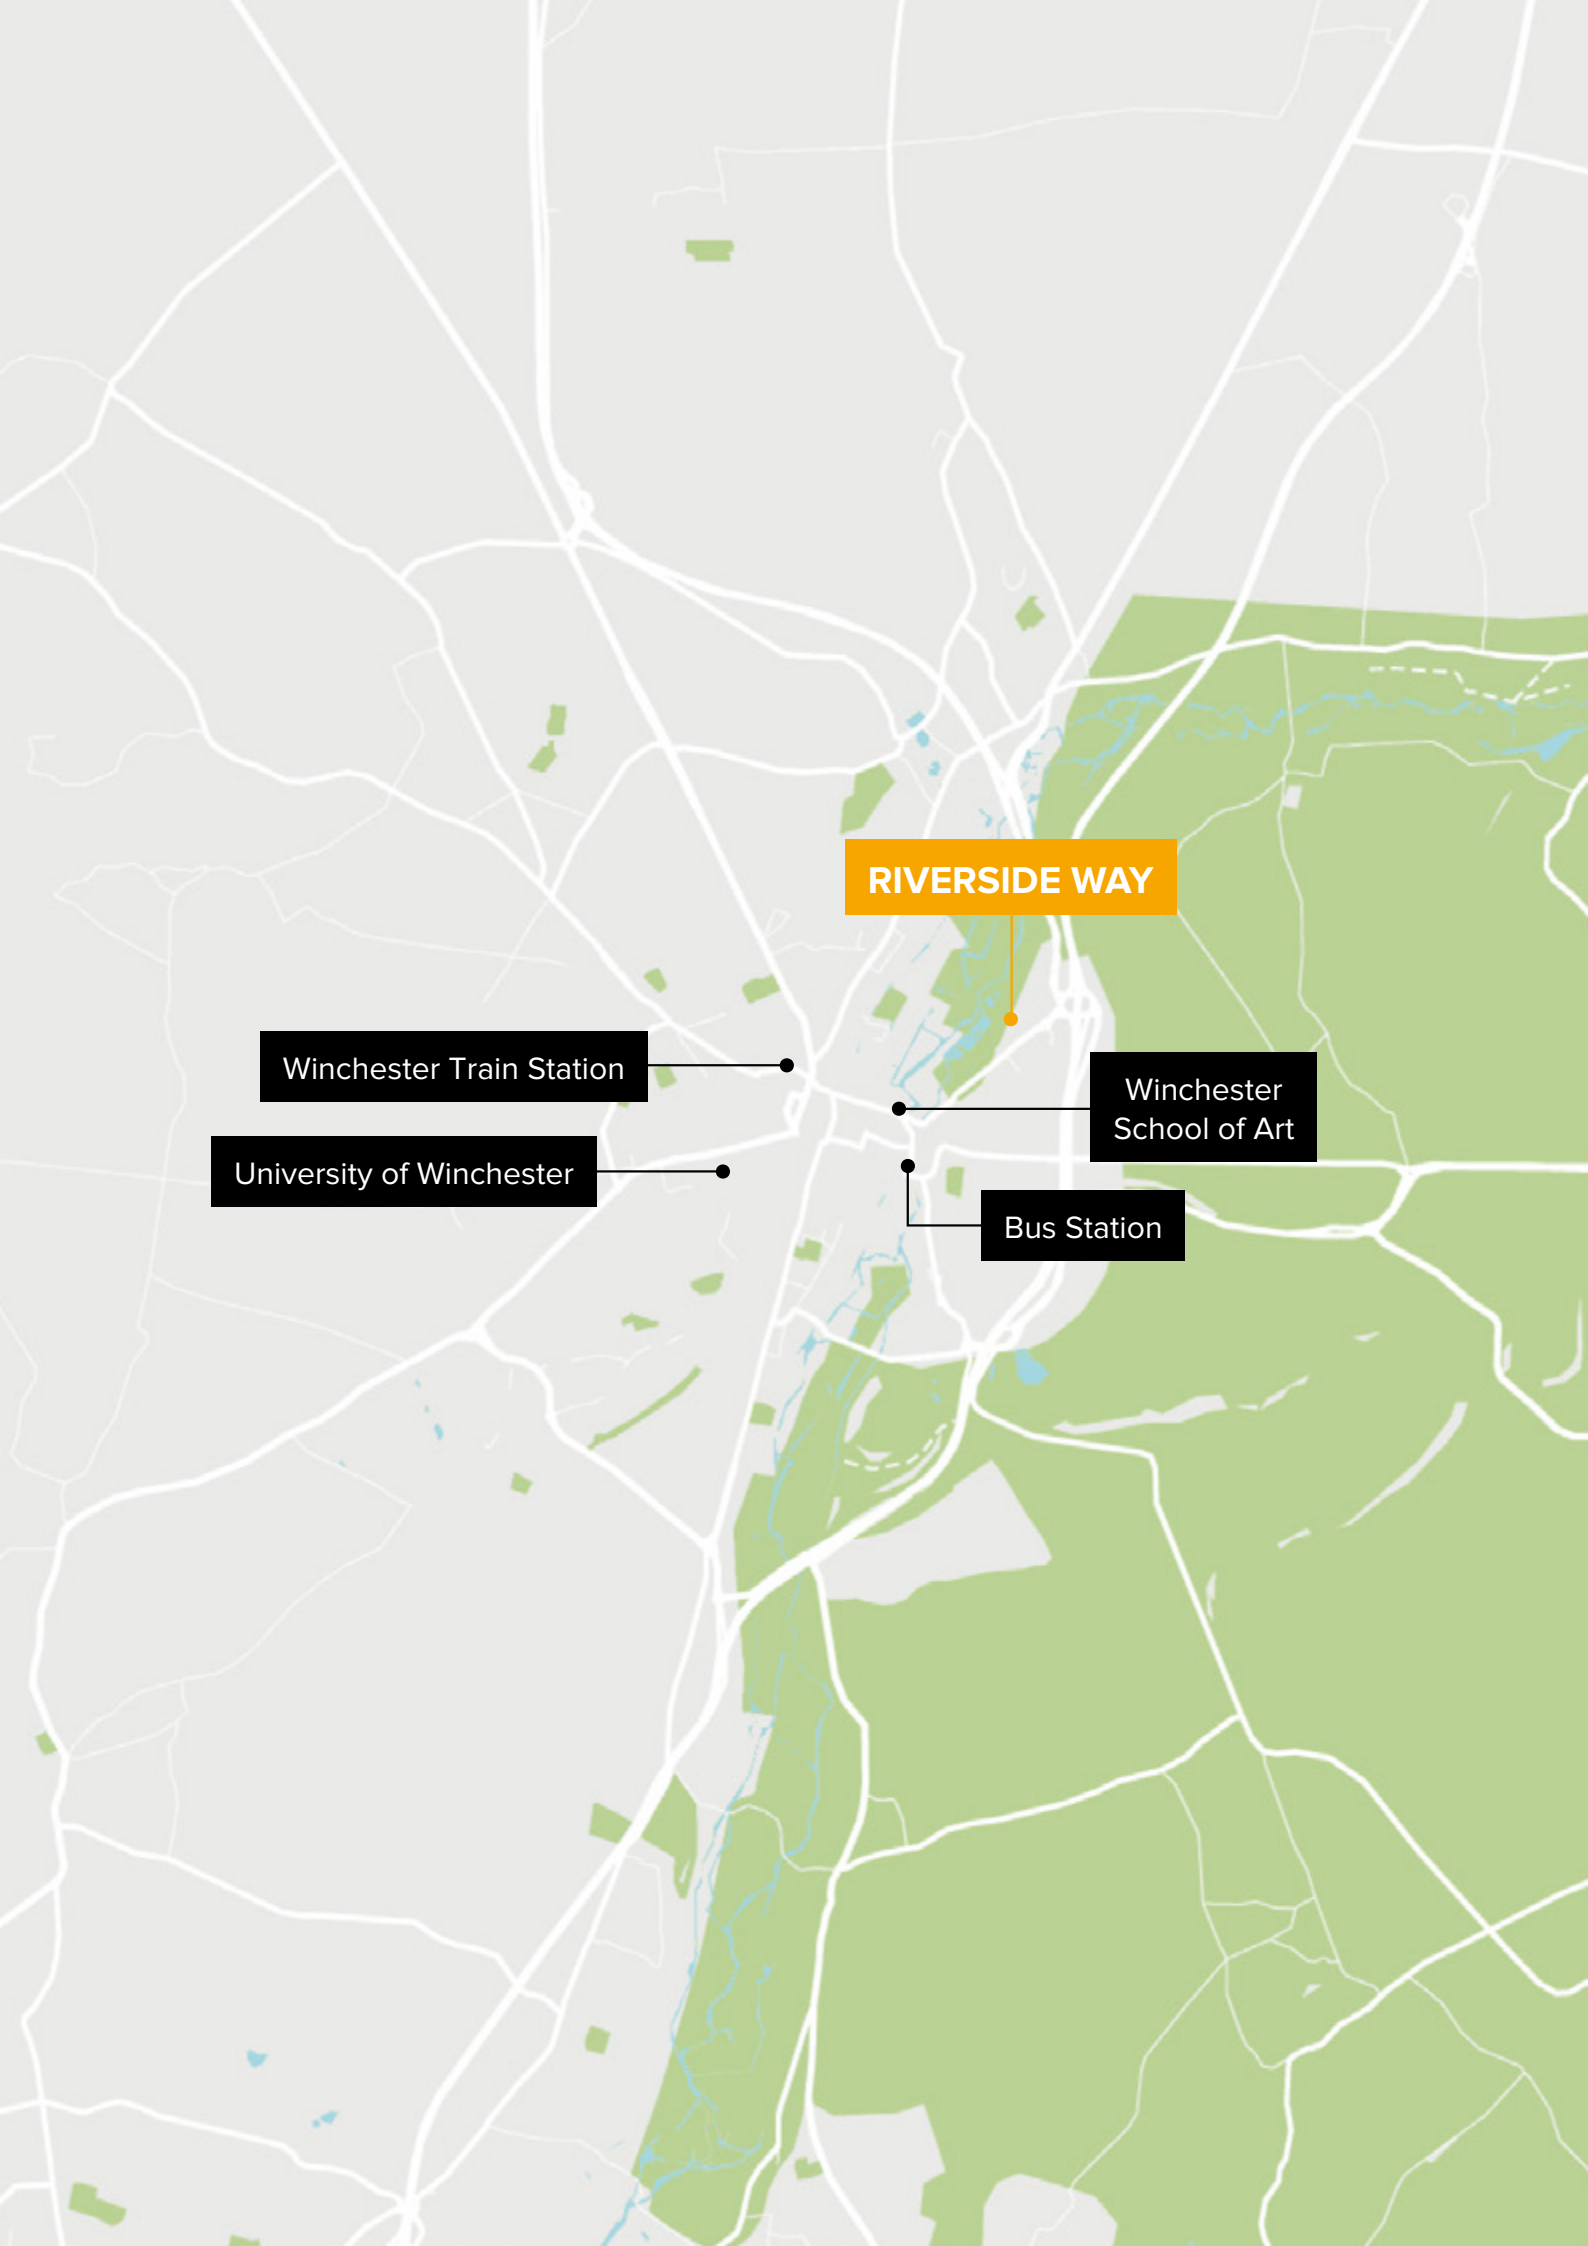 RIVERSIDE WAY
Winchester Train Station
Winchester
School of Art
University of Winchester
Bus Station